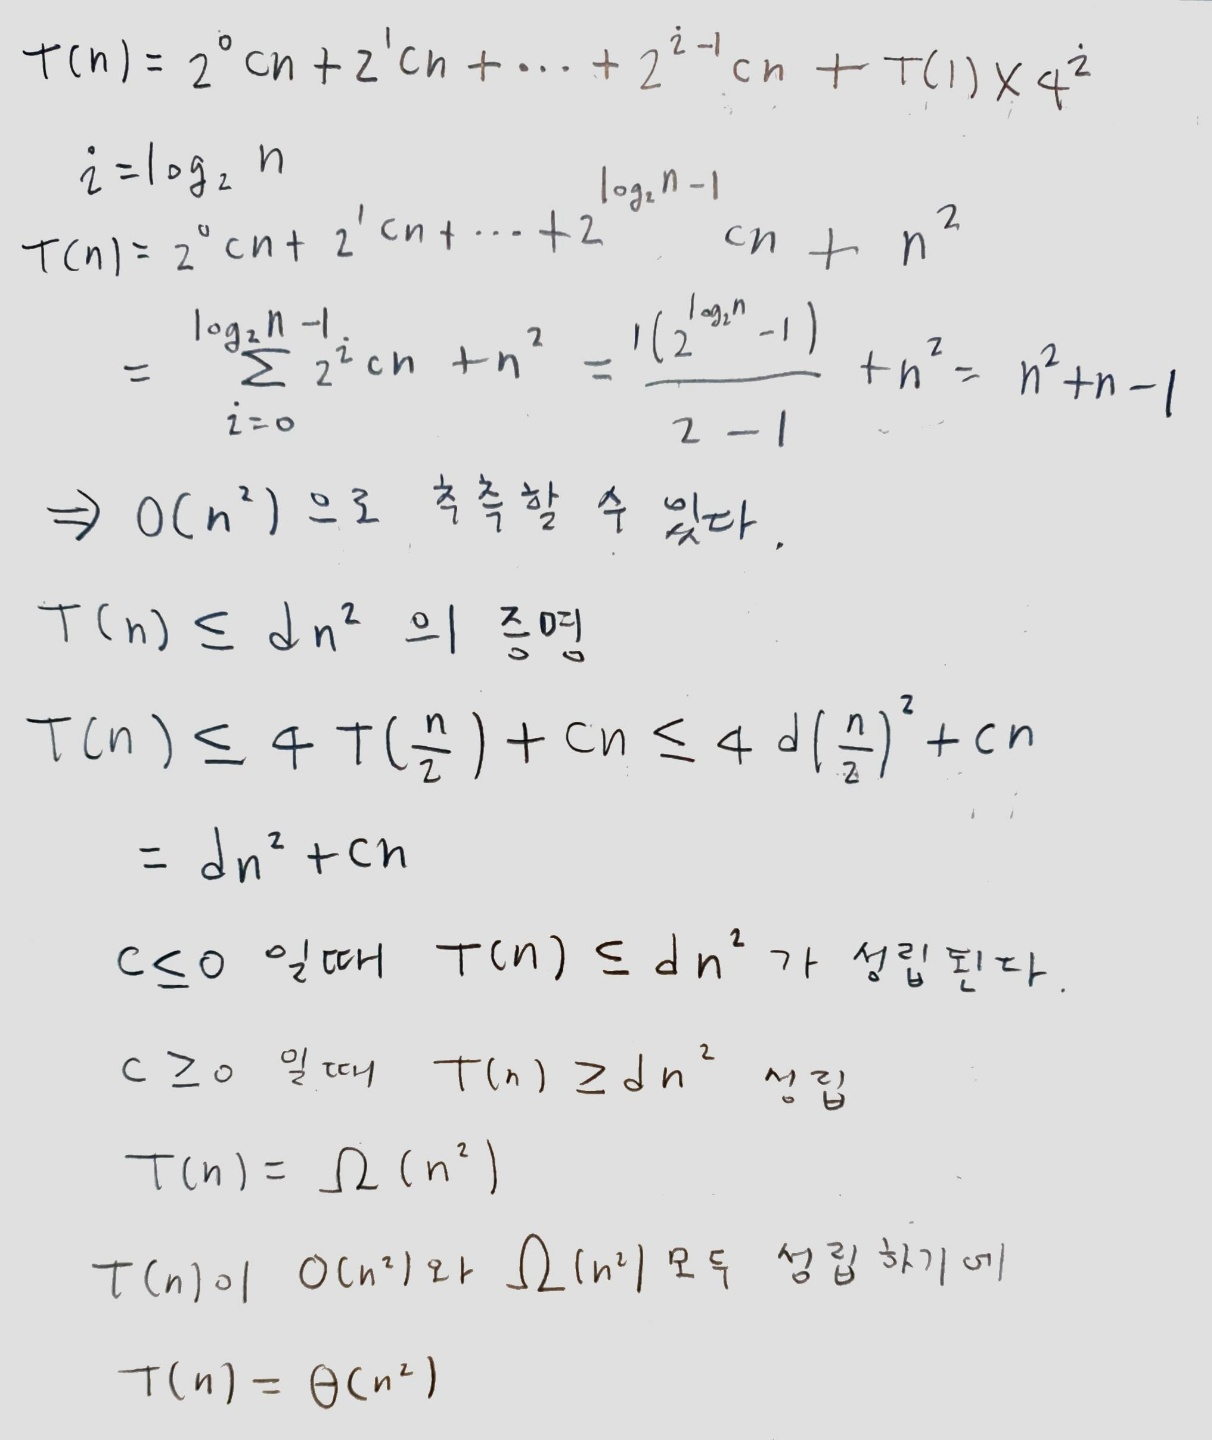 T(n) = 2⁰cn + 2¹cn + ... + 2^(i-1) cn + T(1) × 4^i
i = log₂ n
T(n) = 2⁰cn + 2¹cn + ... + 2^(log₂n-1) cn + n²
= Σ_(i=0)^(log₂n-1) 2^i cn + n² = 1(2^(log₂n) - 1) / (2 - 1) + n² = n² + n - 1
⇒ O(n²) 으로 측측할 수 있다.
T(n) ≤ dn² 의 증명
T(n) ≤ 4T(n/2) + cn ≤ 4d(n/2)² + cn
= dn² + cn
c ≤ 0 일때 T(n) ≤ dn² 가 성립된다.
c ≥ 0 일때 T(n) ≥ dn² 성립
T(n) = Ω(n²)
T(n)이 O(n²)와 Ω(n²) 모두 성립하기에
T(n) = θ(n²)